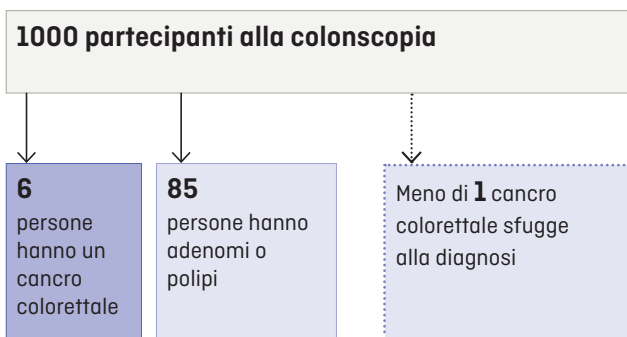 1000 partecipanti alla colonscopia
6
persone
hanno un
cancro
colorettale
85
persone hanno
adenomi o
polipi
Meno di 1 cancro
colorettale sfugge
alla diagnosi